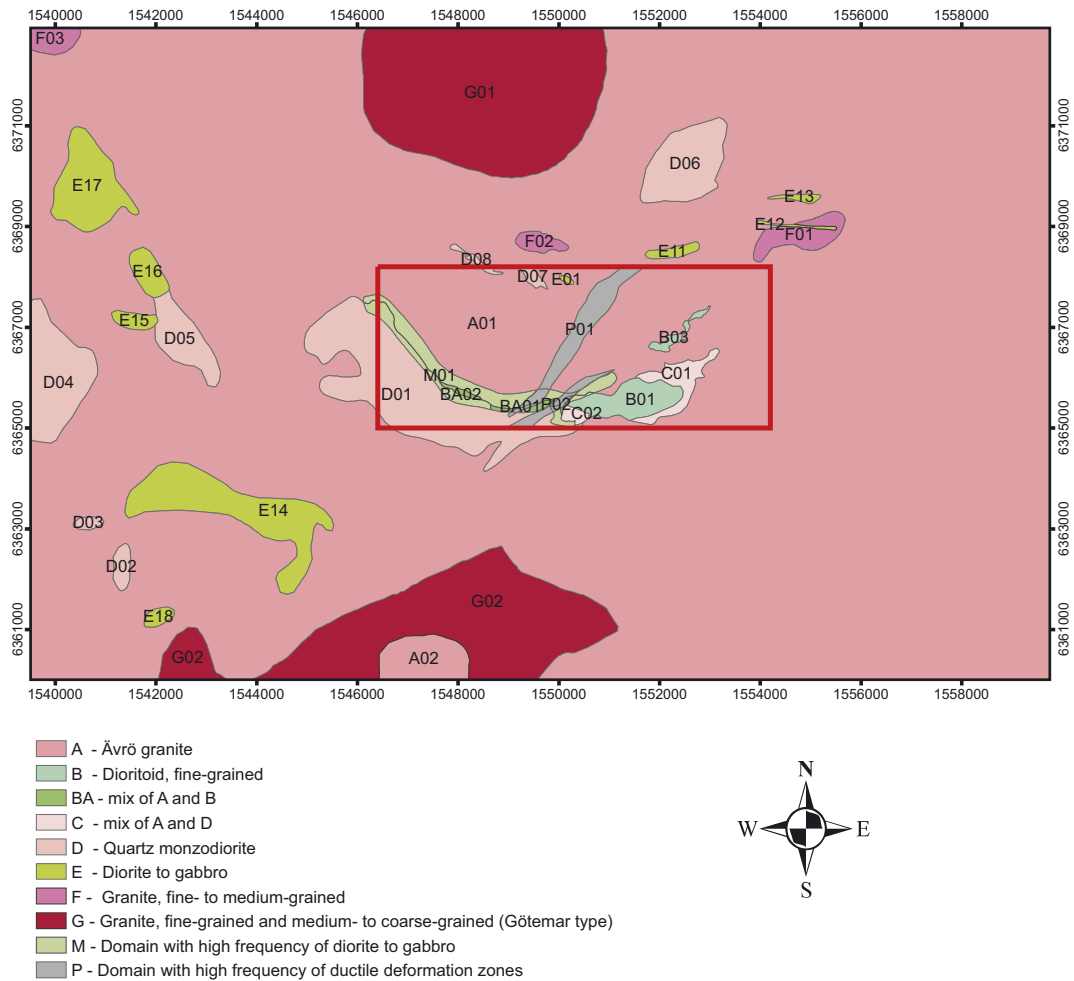 1540000 1542000 1544000 1546000 1548000 1550000 1552000 1554000 1556000 1558000
F03
G01
6371000 6371000
D06
E17
E13
6369000 E12 6369000
F01
F02
E11
D08
E16
D07 E01
E15
A01
6367000 P01 6367000
D05
B03
D04
M01
C01
D01 BA02
BA01 P02 B01
C02
6365000 6365000
E14
D03
6363000 6363000
D02
G02
E18
6361000 6361000
G02
A02
1540000 1542000 1544000 1546000 1548000 1550000 1552000 1554000 1556000 1558000
A - Ävrö granite
B - Dioritoid, fine-grained
BA - mix of A and B
C - mix of A and D
D - Quartz monzodiorite
E - Diorite to gabbro
F - Granite, fine- to medium-grained
G - Granite, fine-grained and medium- to coarse-grained (Götemar type)
M - Domain with high frequency of diorite to gabbro
P - Domain with high frequency of ductile deformation zones
N
W E
S